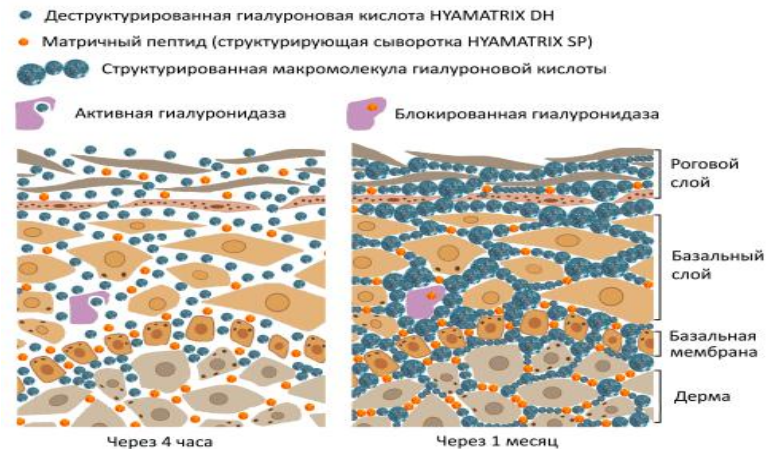 Деструктурированная гиалуроновая кислота HYAMATRIX DH
Матричный пептид (структурирующая сыворотка HYAMATRIX SP)
Структурированная макромолекула гиалуроновой кислоты
Активная гиалуронидаза
Блокированная гиалуронидаза
Роговой
слой
Базальный
слой
Базальная
мембрана
Дерма
Через 4 часа
Через 1 месяц